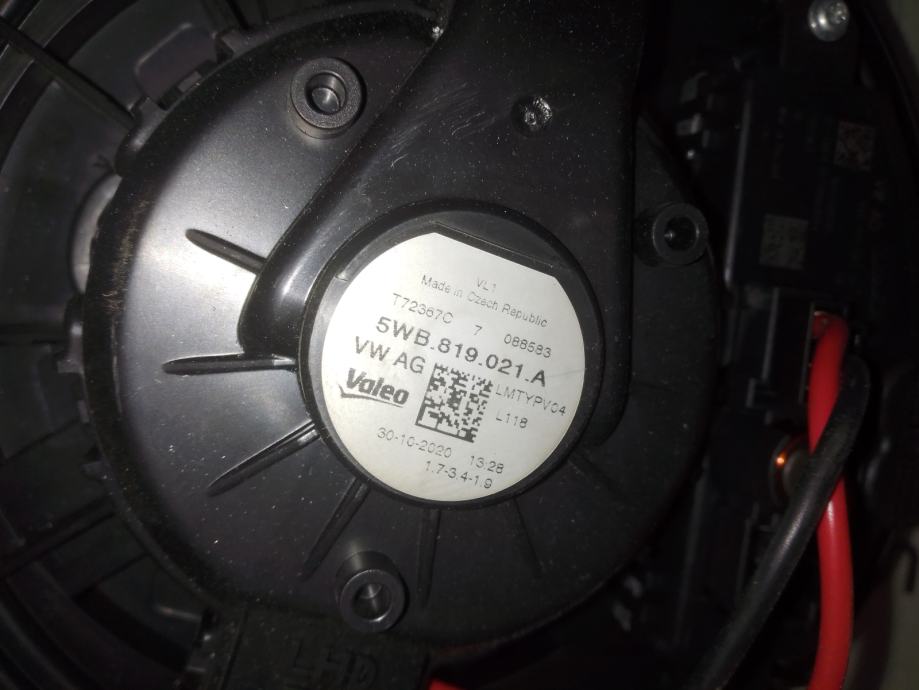 VL1
Made in Czech Republic
T72367C 7 088583
5WB.819.021.A
VW AG
LMTYPV04
Valeo
L118
30-10-2020 13:28
1.7-3.4-1.9
LHD